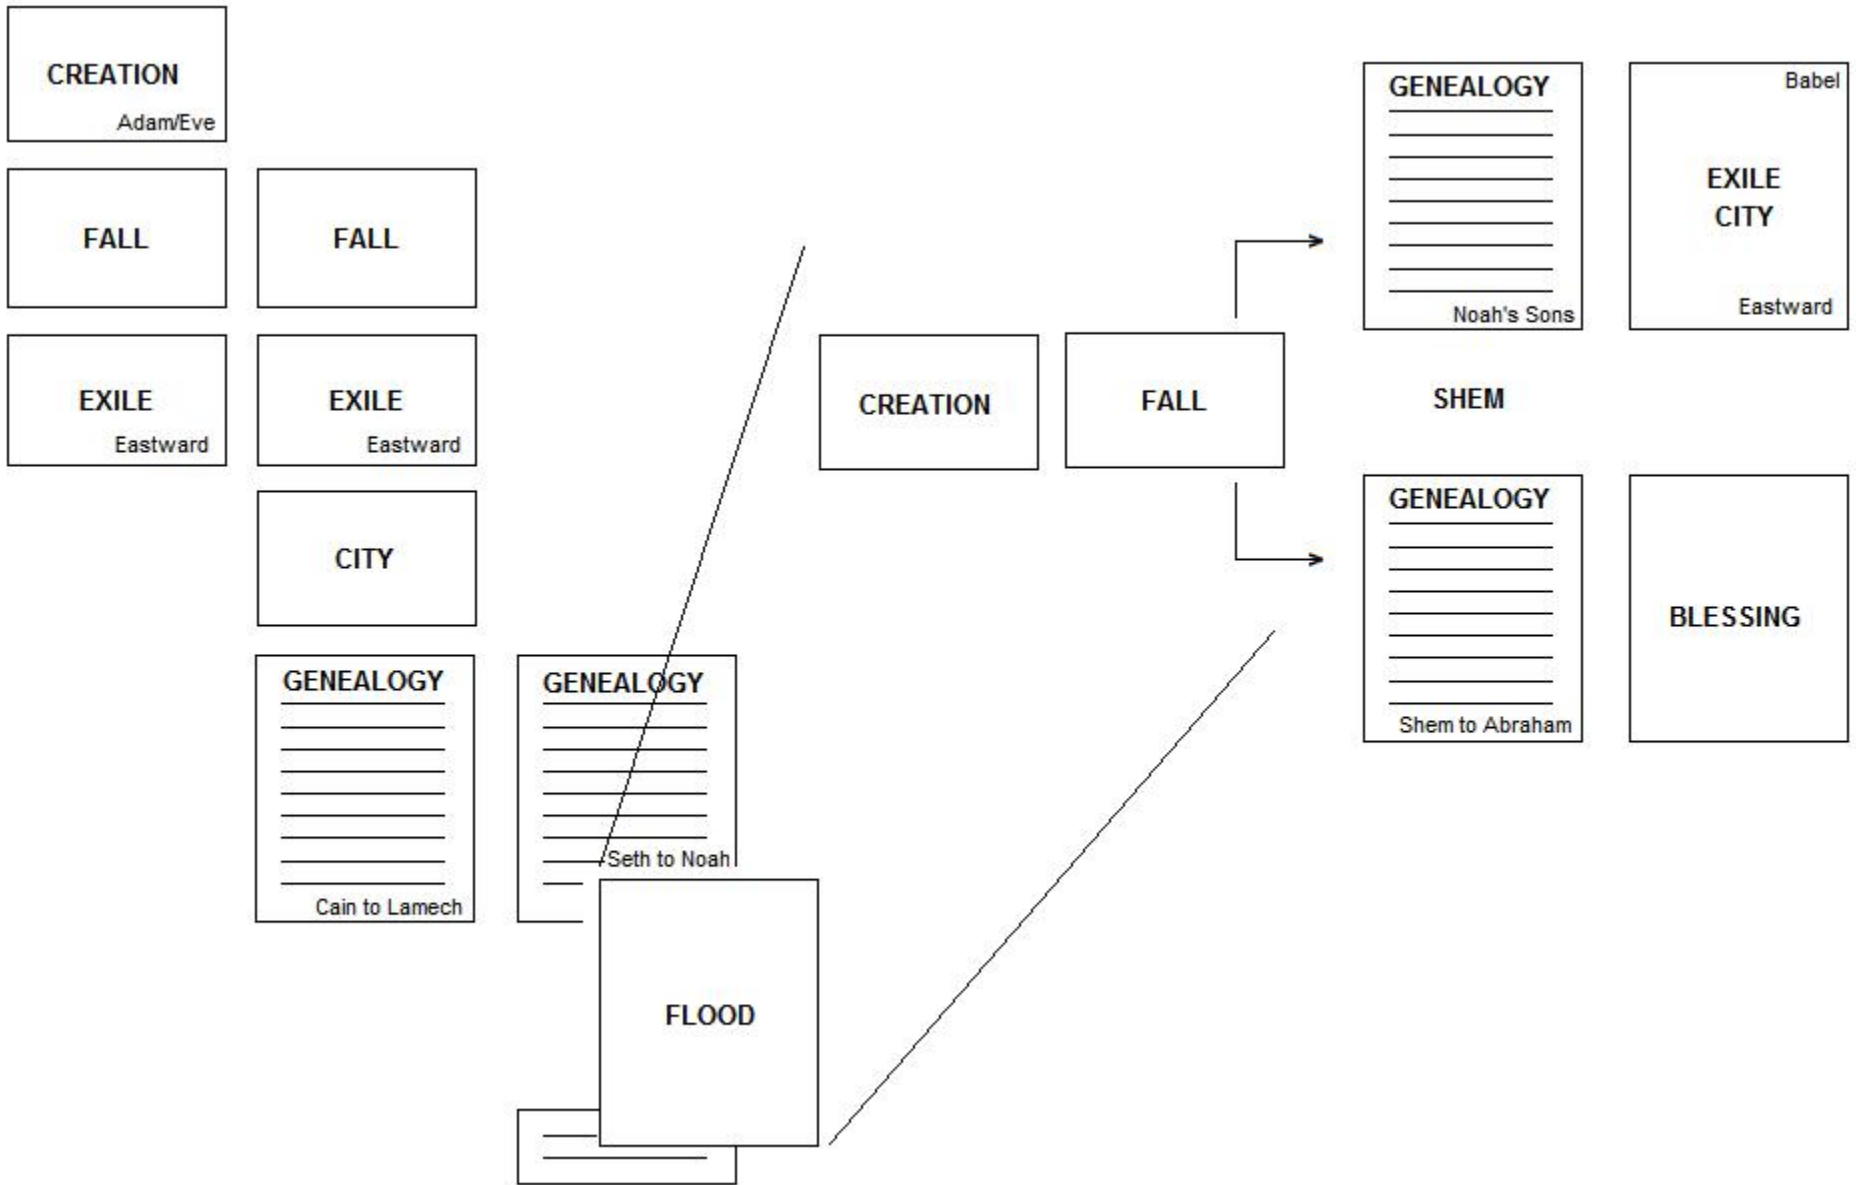 CREATION
Adam/Eve
FALL
FALL
EXILE
Eastward
EXILE
Eastward
CITY
GENEALOGY
Cain to Lamech
GENEALOGY
Seth to Noah
FLOOD
CREATION
FALL
GENEALOGY
Noah's Sons
Babel
EXILE
CITY
Eastward
SHEM
GENEALOGY
Shem to Abraham
BLESSING